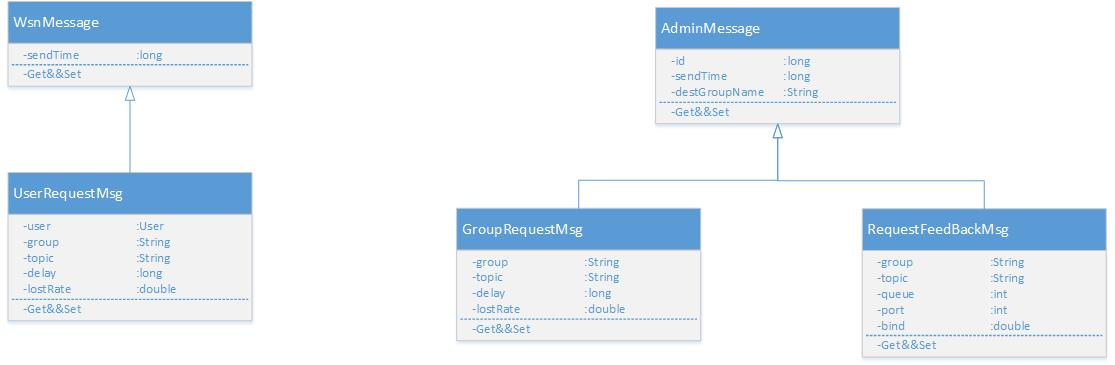 WsnMessage
-sendTime :long
-Get&&Set
UserRequestMsg
-user :User
-group :String
-topic :String
-delay :long
-lostRate :double
-Get&&Set
AdminMessage
-id :long
-sendTime :long
-destGroupName :String
-Get&&Set
GroupRequestMsg
-group :String
-topic :String
-delay :long
-lostRate :double
-Get&&Set
RequestFeedBackMsg
-group :String
-topic :String
-queue :int
-port :int
-bind :double
-Get&&Set